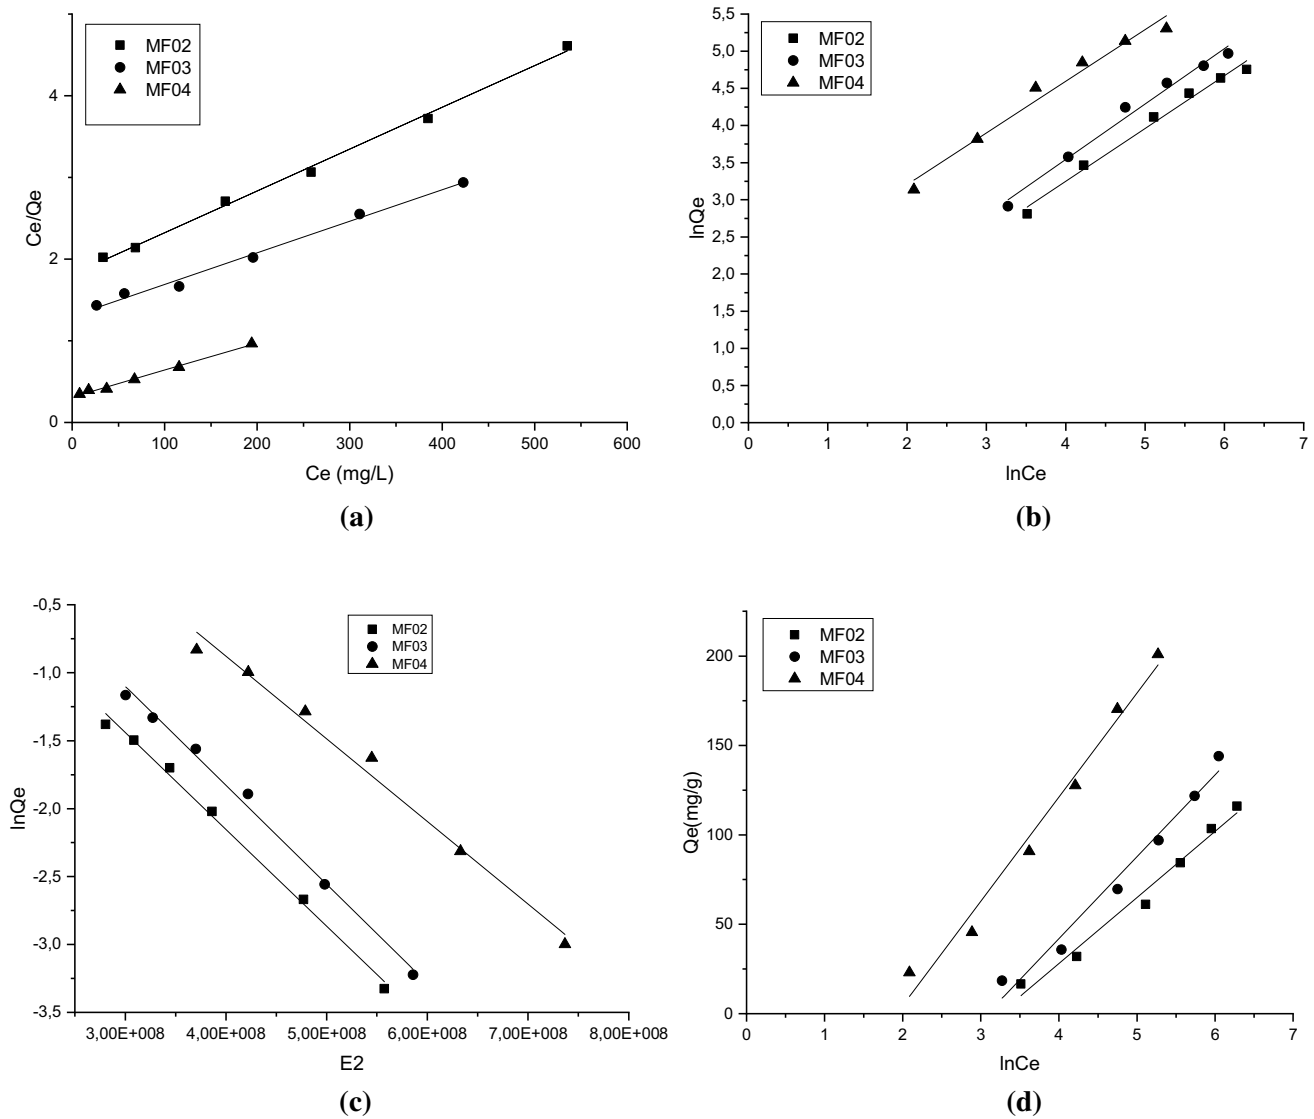 MF02
MF03
MF04
4
2
0
Ce/Qe
0 100 200 300 400 500 600
Ce (mg/L)
(a)
MF02
MF03
MF04
5,5
5,0
4,5
4,0
3,5
3,0
2,5
2,0
1,5
1,0
0,5
0,0
lnQe
0 1 2 3 4 5 6 7
lnCe
(b)
MF02
MF03
MF04
-0,5
-1,0
-1,5
-2,0
-2,5
-3,0
-3,5
lnQe
3,00E+008 4,00E+008 5,00E+008 6,00E+008 7,00E+008 8,00E+008
E2
(c)
MF02
MF03
MF04
200
150
100
50
0
Qe(mg/g)
0 1 2 3 4 5 6 7
lnCe
(d)